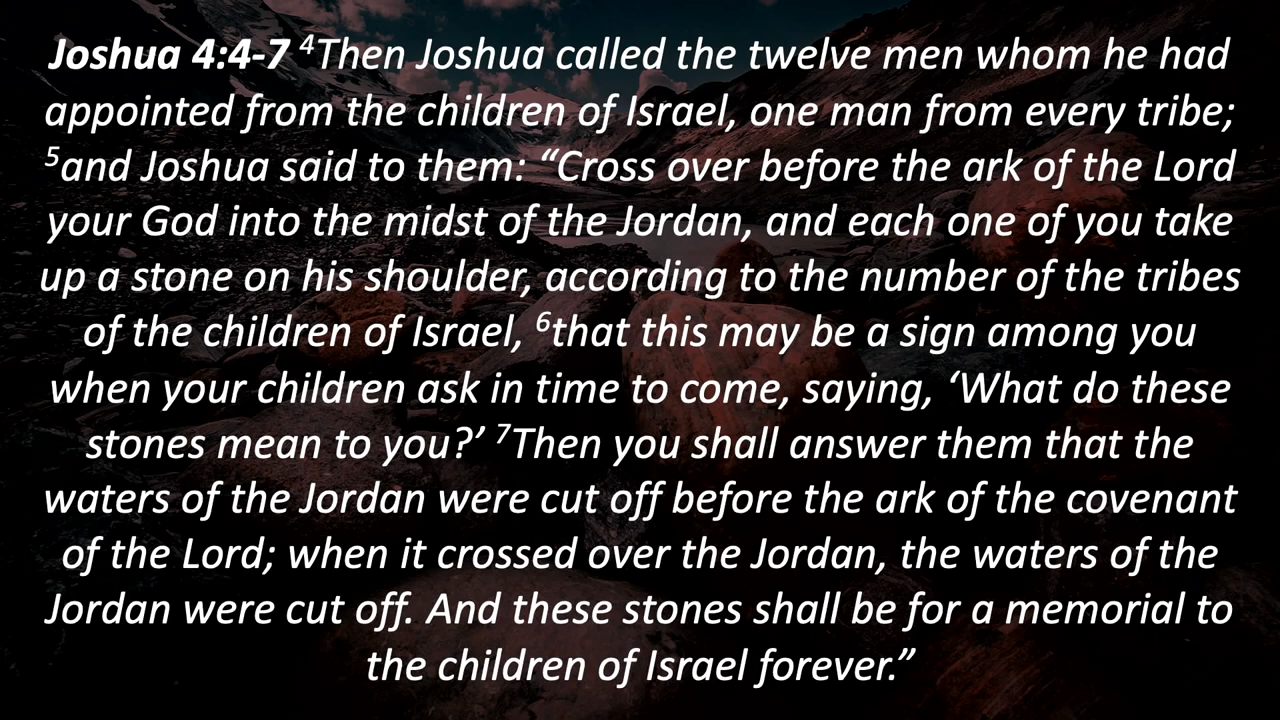 Joshua 4:4-7 ⁴Then Joshua called the twelve men whom he had
appointed from the children of Israel, one man from every tribe;
⁵and Joshua said to them: “Cross over before the ark of the Lord
your God into the midst of the Jordan, and each one of you take
up a stone on his shoulder, according to the number of the tribes
of the children of Israel, ⁶that this may be a sign among you
when your children ask in time to come, saying, ‘What do these
stones mean to you?’ ⁷Then you shall answer them that the
waters of the Jordan were cut off before the ark of the covenant
of the Lord; when it crossed over the Jordan, the waters of the
Jordan were cut off. And these stones shall be for a memorial to
the children of Israel forever.”